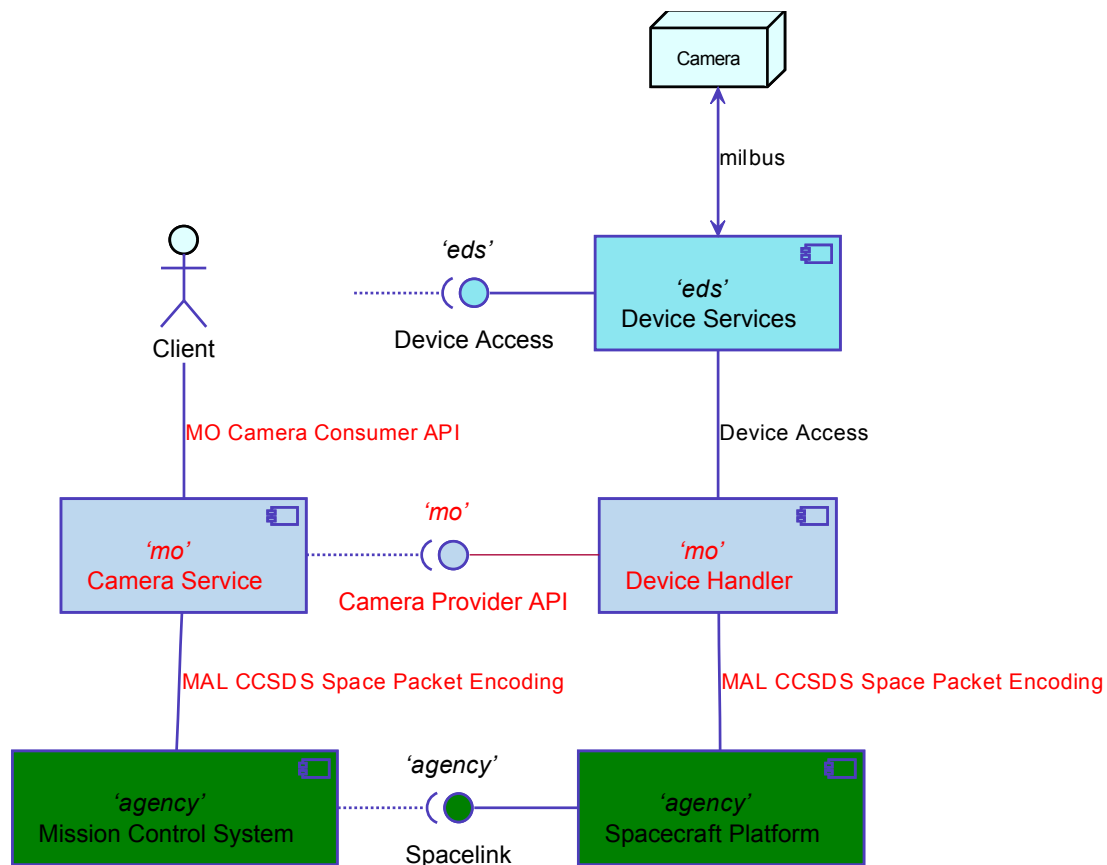 Camera
milbus
‘eds’
‘eds’
Device Services
Device Access
Client
MO Camera Consumer API
Device Access
‘mo’
‘mo’
Camera Service
‘mo’
Device Handler
Camera Provider API
MAL CCSDS Space Packet Encoding
MAL CCSDS Space Packet Encoding
‘agency’
‘agency’
Mission Control System
‘agency’
Spacecraft Platform
Spacelink